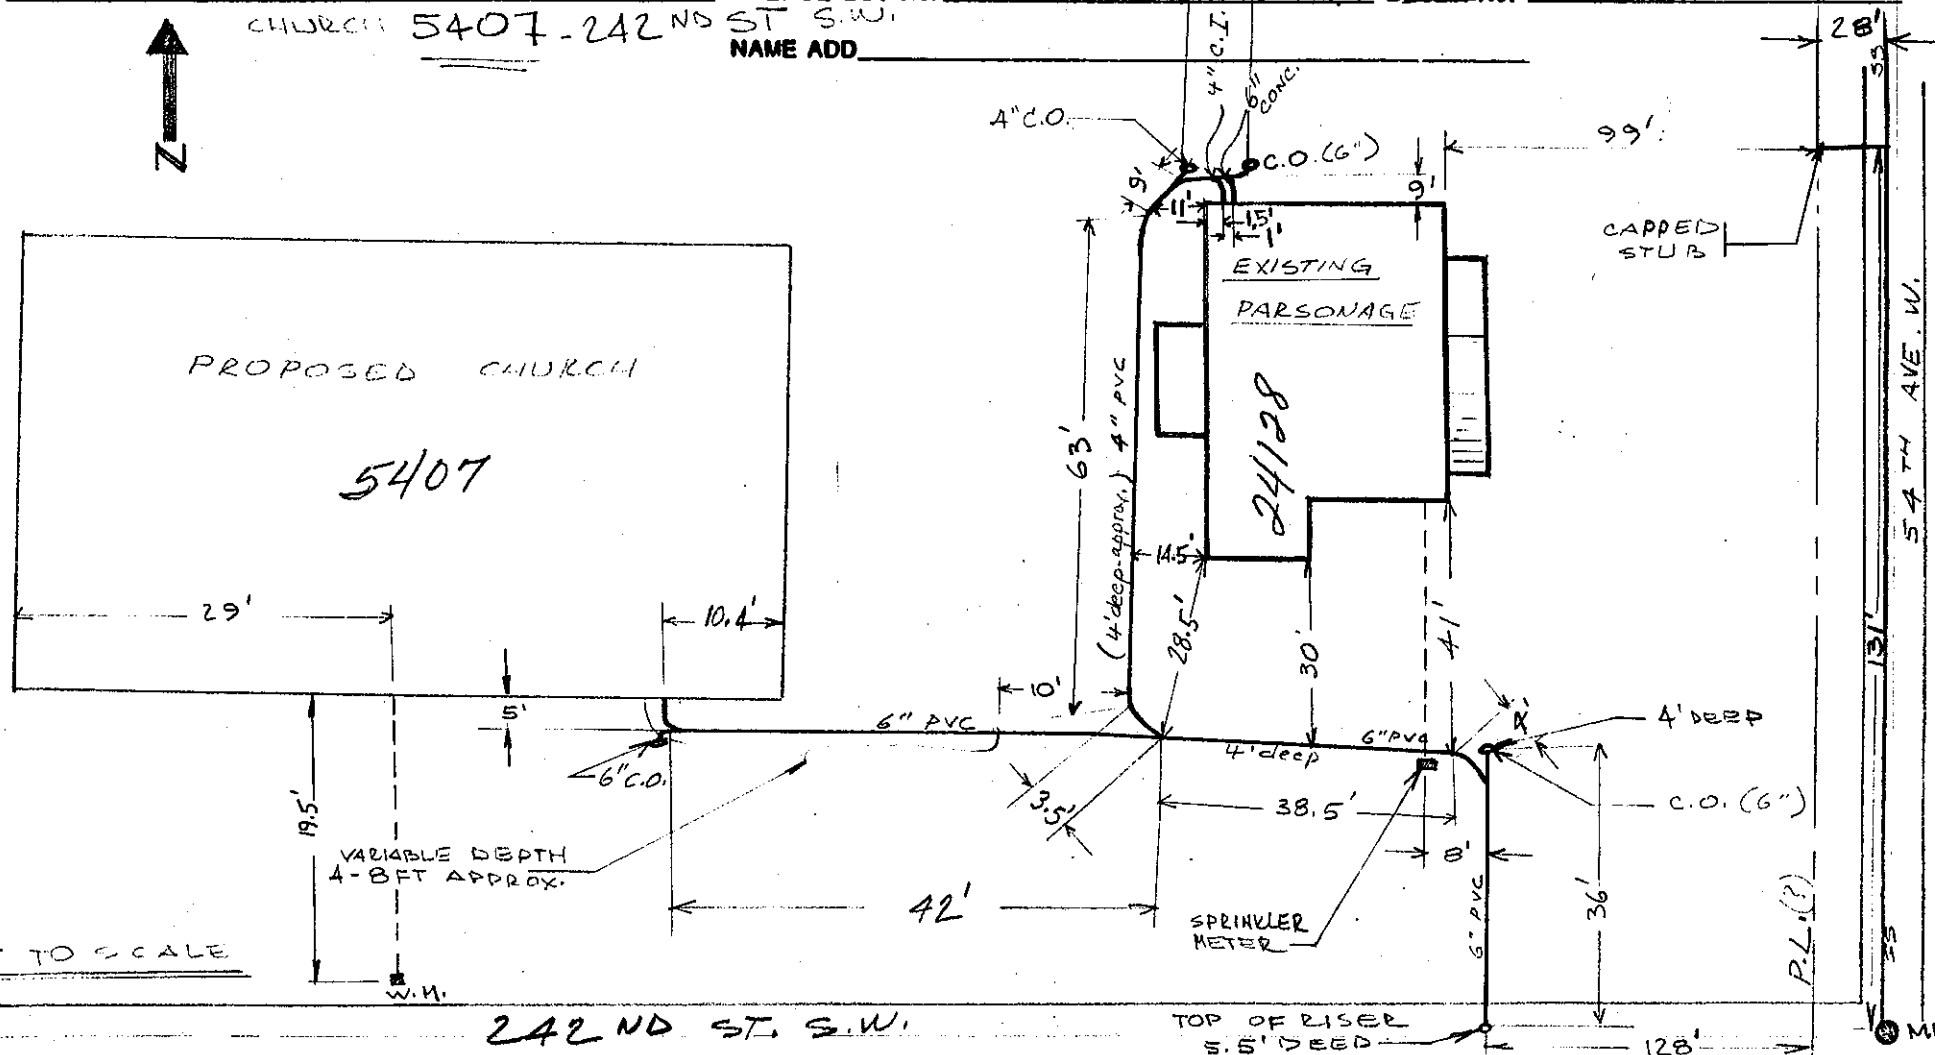 CHURCH 5407-242ND ST S.W.
NAME ADD
N
28'
SS
4" C.I.
6" CONC.
4" C.O.
C.O. (6")
99'
9'
9'
11'
1.5'
1'
CAPPED
STUB
EXISTING
PARSONAGE
24128
PROPOSED CHURCH
5407
63'
(4' deep-approx.) 4" PVC
54TH AVE. W.
14.5'
29'
10.4'
28.5'
30'
41'
131'
5'
10'
6" PVC
4' deep
6" PVC
4'
4' DEEP
6" C.O.
3.5'
38.5'
C.O. (6")
19.5'
VARIABLE DEPTH
4-8FT APPROX.
8'
42'
SPRINKLER
METER
6" PVC
36'
P.L.(?)
SS
TO SCALE
W.M.
242ND ST. S.W.
TOP OF RISER
5.5' DEEP
128'